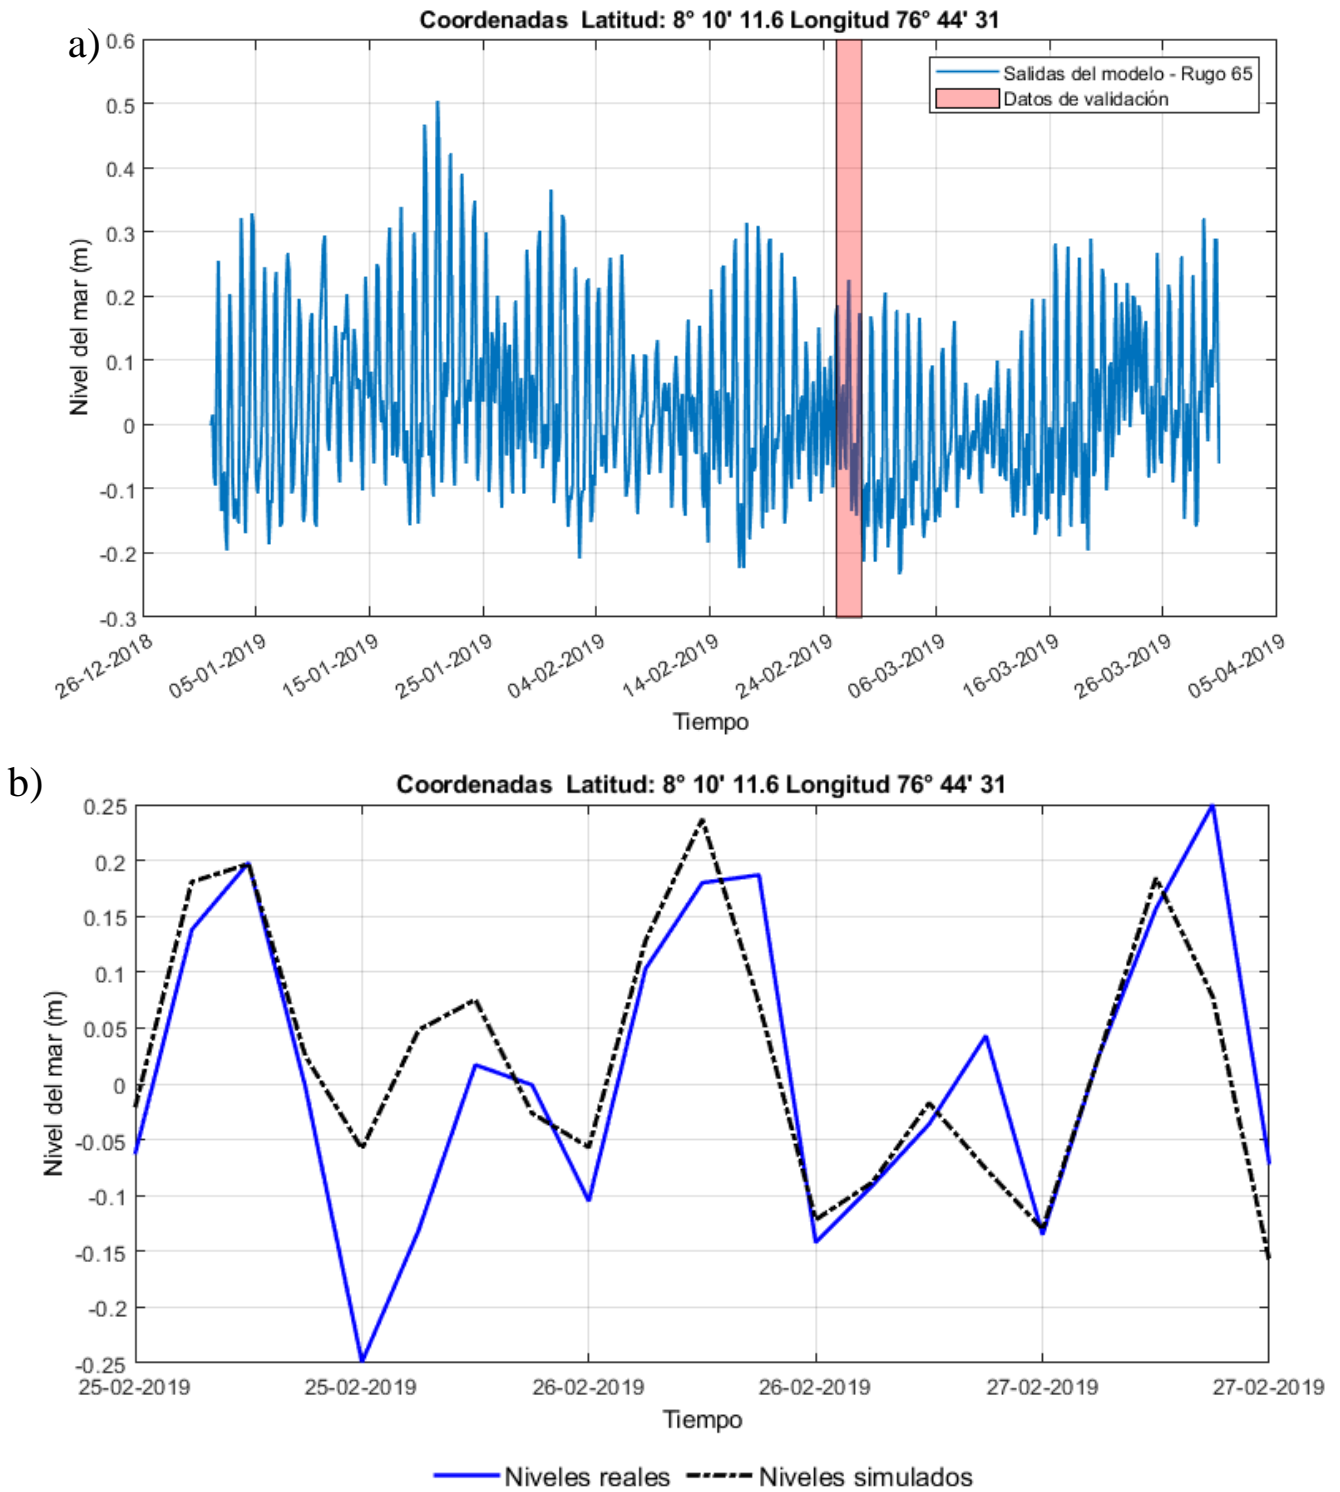 a)
Coordenadas  Latitud: 8° 10' 11.6 Longitud 76° 44' 31
Salidas del modelo - Rugo 65
Datos de validación
Nivel del mar (m)
0.6
0.5
0.4
0.3
0.2
0.1
0
-0.1
-0.2
-0.3
26-12-2018 05-01-2019 15-01-2019 25-01-2019 04-02-2019 14-02-2019 24-02-2019 06-03-2019 16-03-2019 26-03-2019 05-04-2019
Tiempo
b)
Coordenadas  Latitud: 8° 10' 11.6 Longitud 76° 44' 31
Nivel del mar (m)
0.25
0.2
0.15
0.1
0.05
0
-0.05
-0.1
-0.15
-0.2
-0.25
25-02-2019 25-02-2019 26-02-2019 26-02-2019 27-02-2019 27-02-2019
Tiempo
Niveles reales Niveles simulados